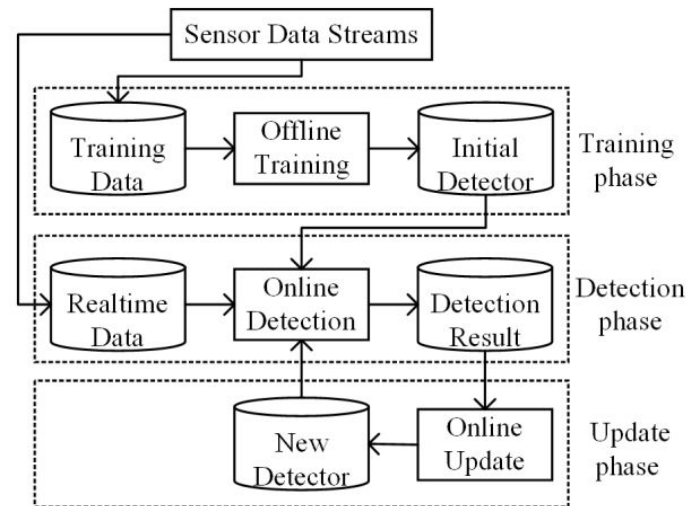 Sensor Data Streams
Training
Data
Offline
Training
Initial
Detector
Training
phase
Realtime
Data
Online
Detection
Detection
Result
Detection
phase
New
Detector
Online
Update
Update
phase